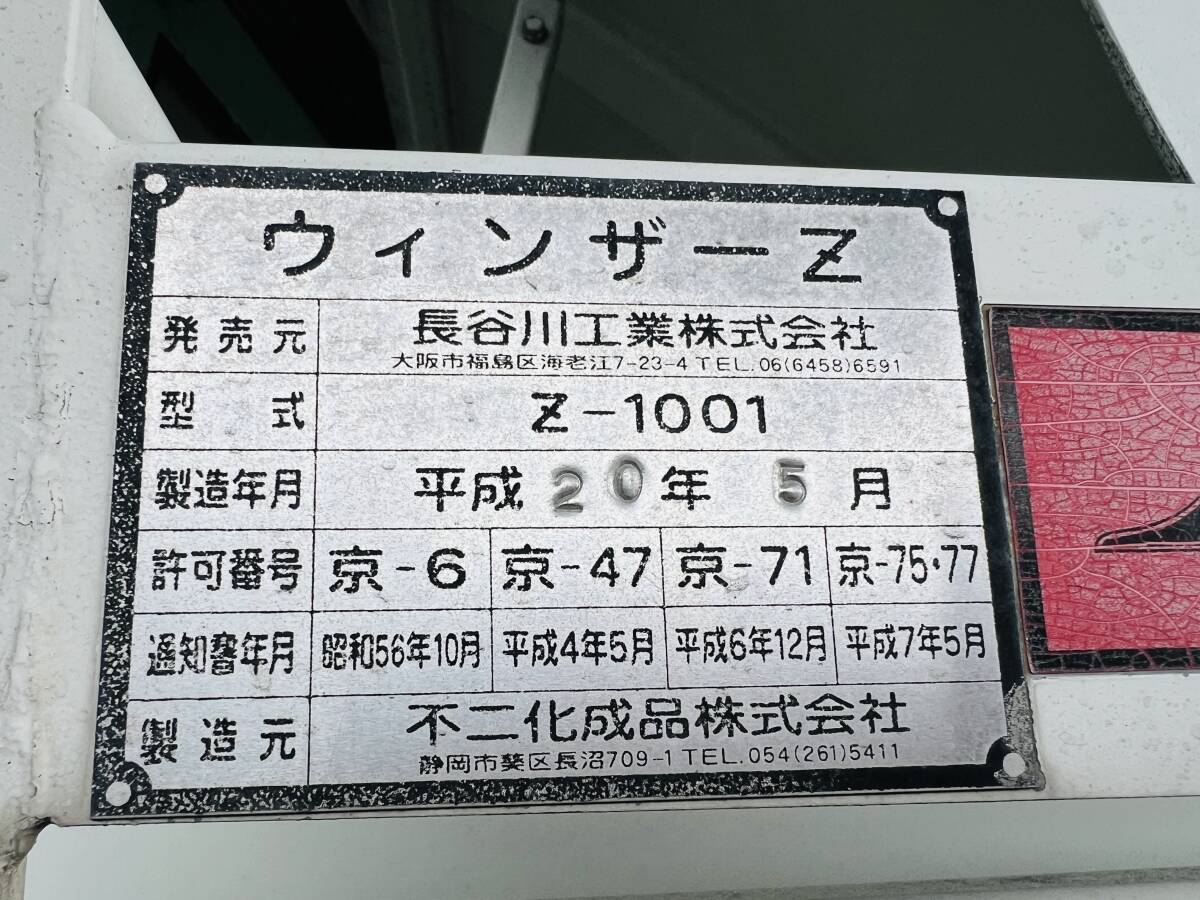 ウィンザーZ
発売元 長谷川工業株式会社
大阪市福島区海老江7-23-4 TEL.06(6458)6591
型式 Z-1001
製造年月 平成20年5月
許可番号 京-6 京-47 京-71 京-75・77
通知書年月 昭和56年10月 平成4年5月 平成6年12月 平成7年5月
製造元 不二化成品株式会社
静岡市葵区長沼709-1 TEL.054(261)5411